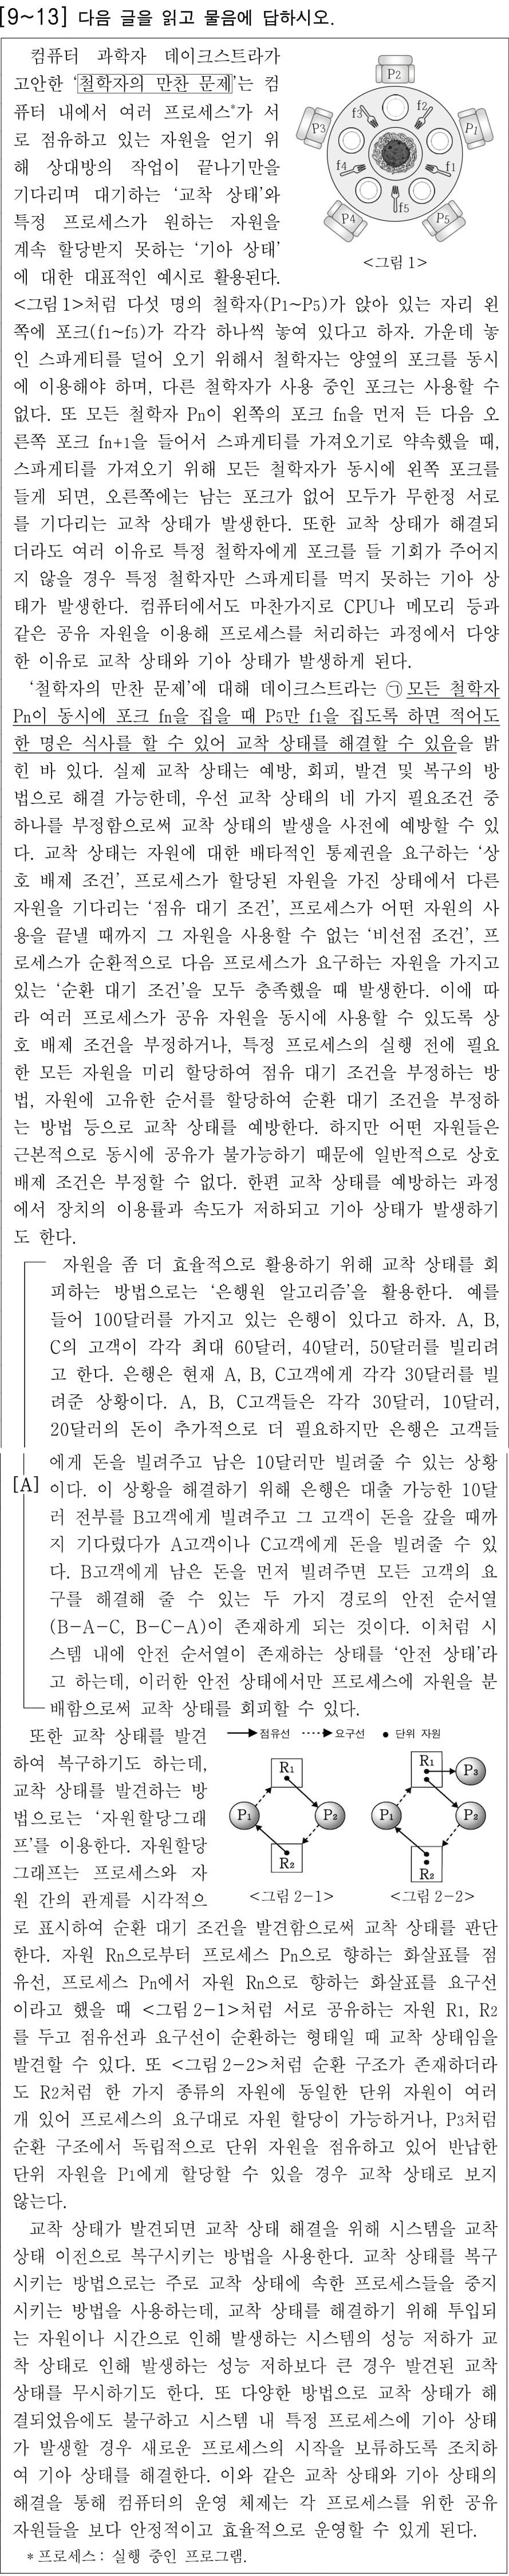 [9~13] 다음 글을 읽고 물음에 답하시오.
컴퓨터 과학자 데이크스트라가
고안한 ‘철학자의 만찬 문제’는 컴
퓨터 내에서 여러 프로세스*가 서
로 점유하고 있는 자원을 얻기 위
해 상대방의 작업이 끝나기만을
기다리며 대기하는 ‘교착 상태’와
특정 프로세스가 원하는 자원을
계속 할당받지 못하는 ‘기아 상태’
에 대한 대표적인 예시로 활용된다.
P2
P3
f3
f2
P1
f4
f1
P4
f5
P5
<그림 1>
<그림 1>처럼 다섯 명의 철학자(P1~P5)가 앉아 있는 자리 왼
쪽에 포크(f1~f5)가 각각 하나씩 놓여 있다고 하자. 가운데 놓
인 스파게티를 덜어 오기 위해서 철학자는 양옆의 포크를 동시
에 이용해야 하며, 다른 철학자가 사용 중인 포크는 사용할 수
없다. 또 모든 철학자 Pn이 왼쪽의 포크 fn을 먼저 든 다음 오
른쪽 포크 fn+1을 들어서 스파게티를 가져오기로 약속했을 때,
스파게티를 가져오기 위해 모든 철학자가 동시에 왼쪽 포크를
들게 되면, 오른쪽에는 남는 포크가 없어 모두가 무한정 서로
를 기다리는 교착 상태가 발생한다. 또한 교착 상태가 해결되
더라도 여러 이유로 특정 철학자에게 포크를 들 기회가 주어지
지 않을 경우 특정 철학자만 스파게티를 먹지 못하는 기아 상
태가 발생한다. 컴퓨터에서도 마찬가지로 CPU나 메모리 등과
같은 공유 자원을 이용해 프로세스를 처리하는 과정에서 다양
한 이유로 교착 상태와 기아 상태가 발생하게 된다.
‘철학자의 만찬 문제’에 대해 데이크스트라는 ㉠모든 철학자
Pn이 동시에 포크 fn을 집을 때 P5만 f1을 집도록 하면 적어도
한 명은 식사를 할 수 있어 교착 상태를 해결할 수 있음을 밝
힌 바 있다. 실제 교착 상태는 예방, 회피, 발견 및 복구의 방
법으로 해결 가능한데, 우선 교착 상태의 네 가지 필요조건 중
하나를 부정함으로써 교착 상태의 발생을 사전에 예방할 수 있
다. 교착 상태는 자원에 대한 배타적인 통제권을 요구하는 ‘상
호 배제 조건’, 프로세스가 할당된 자원을 가진 상태에서 다른
자원을 기다리는 ‘점유 대기 조건’, 프로세스가 어떤 자원의 사
용을 끝낼 때까지 그 자원을 사용할 수 없는 ‘비선점 조건’, 프
로세스가 순환적으로 다음 프로세스가 요구하는 자원을 가지고
있는 ‘순환 대기 조건’을 모두 충족했을 때 발생한다. 이에 따
라 여러 프로세스가 공유 자원을 동시에 사용할 수 있도록 상
호 배제 조건을 부정하거나, 특정 프로세스의 실행 전에 필요
한 모든 자원을 미리 할당하여 점유 대기 조건을 부정하는 방
법, 자원에 고유한 순서를 할당하여 순환 대기 조건을 부정하
는 방법 등으로 교착 상태를 예방한다. 하지만 어떤 자원들은
근본적으로 동시에 공유가 불가능하기 때문에 일반적으로 상호
배제 조건은 부정할 수 없다. 한편 교착 상태를 예방하는 과정
에서 장치의 이용률과 속도가 저하되고 기아 상태가 발생하기
도 한다.
자원을 좀 더 효율적으로 활용하기 위해 교착 상태를 회
피하는 방법으로는 ‘은행원 알고리즘’을 활용한다. 예를
들어 100달러를 가지고 있는 은행이 있다고 하자. A, B,
C의 고객이 각각 최대 60달러, 40달러, 50달러를 빌리려
고 한다. 은행은 현재 A, B, C고객에게 각각 30달러를 빌
려준 상황이다. A, B, C고객들은 각각 30달러, 10달러,
20달러의 돈이 추가적으로 더 필요하지만 은행은 고객들
에게 돈을 빌려주고 남은 10달러만 빌려줄 수 있는 상황
[A] 이다. 이 상황을 해결하기 위해 은행은 대출 가능한 10달
러 전부를 B고객에게 빌려주고 그 고객이 돈을 갚을 때까
지 기다렸다가 A고객이나 C고객에게 돈을 빌려줄 수 있
다. B고객에게 남은 돈을 먼저 빌려주면 모든 고객의 요
구를 해결해 줄 수 있는 두 가지 경로의 안전 순서열
(B-A-C, B-C-A)이 존재하게 되는 것이다. 이처럼 시
스템 내에 안전 순서열이 존재하는 상태를 ‘안전 상태’라
고 하는데, 이러한 안전 상태에서만 프로세스에 자원을 분
배함으로써 교착 상태를 회피할 수 있다.
또한 교착 상태를 발견
하여 복구하기도 하는데,
교착 상태를 발견하는 방
법으로는 ‘자원할당그래
프’를 이용한다. 자원할당
그래프는 프로세스와 자
원 간의 관계를 시각적으
점유선 요구선 단위 자원
R1
P1 P2
R2
<그림 2-1>
R1 P3
P1 P2
R2
<그림 2-2>
로 표시하여 순환 대기 조건을 발견함으로써 교착 상태를 판단
한다. 자원 Rn으로부터 프로세스 Pn으로 향하는 화살표를 점
유선, 프로세스 Pn에서 자원 Rn으로 향하는 화살표를 요구선
이라고 했을 때 <그림 2-1>처럼 서로 공유하는 자원 R1, R2
를 두고 점유선과 요구선이 순환하는 형태일 때 교착 상태임을
발견할 수 있다. 또 <그림 2-2>처럼 순환 구조가 존재하더라
도 R2처럼 한 가지 종류의 자원에 동일한 단위 자원이 여러
개 있어 프로세스의 요구대로 자원 할당이 가능하거나, P3처럼
순환 구조에서 독립적으로 단위 자원을 점유하고 있어 반납한
단위 자원을 P1에게 할당할 수 있을 경우 교착 상태로 보지
않는다.
교착 상태가 발견되면 교착 상태 해결을 위해 시스템을 교착
상태 이전으로 복구시키는 방법을 사용한다. 교착 상태를 복구
시키는 방법으로는 주로 교착 상태에 속한 프로세스들을 중지
시키는 방법을 사용하는데, 교착 상태를 해결하기 위해 투입되
는 자원이나 시간으로 인해 발생하는 시스템의 성능 저하가 교
착 상태로 인해 발생하는 성능 저하보다 큰 경우 발견된 교착
상태를 무시하기도 한다. 또 다양한 방법으로 교착 상태가 해
결되었음에도 불구하고 시스템 내 특정 프로세스에 기아 상태
가 발생할 경우 새로운 프로세스의 시작을 보류하도록 조치하
여 기아 상태를 해결한다. 이와 같은 교착 상태와 기아 상태의
해결을 통해 컴퓨터의 운영 체제는 각 프로세스를 위한 공유
자원들을 보다 안정적이고 효율적으로 운영할 수 있게 된다.
* 프로세스: 실행 중인 프로그램.